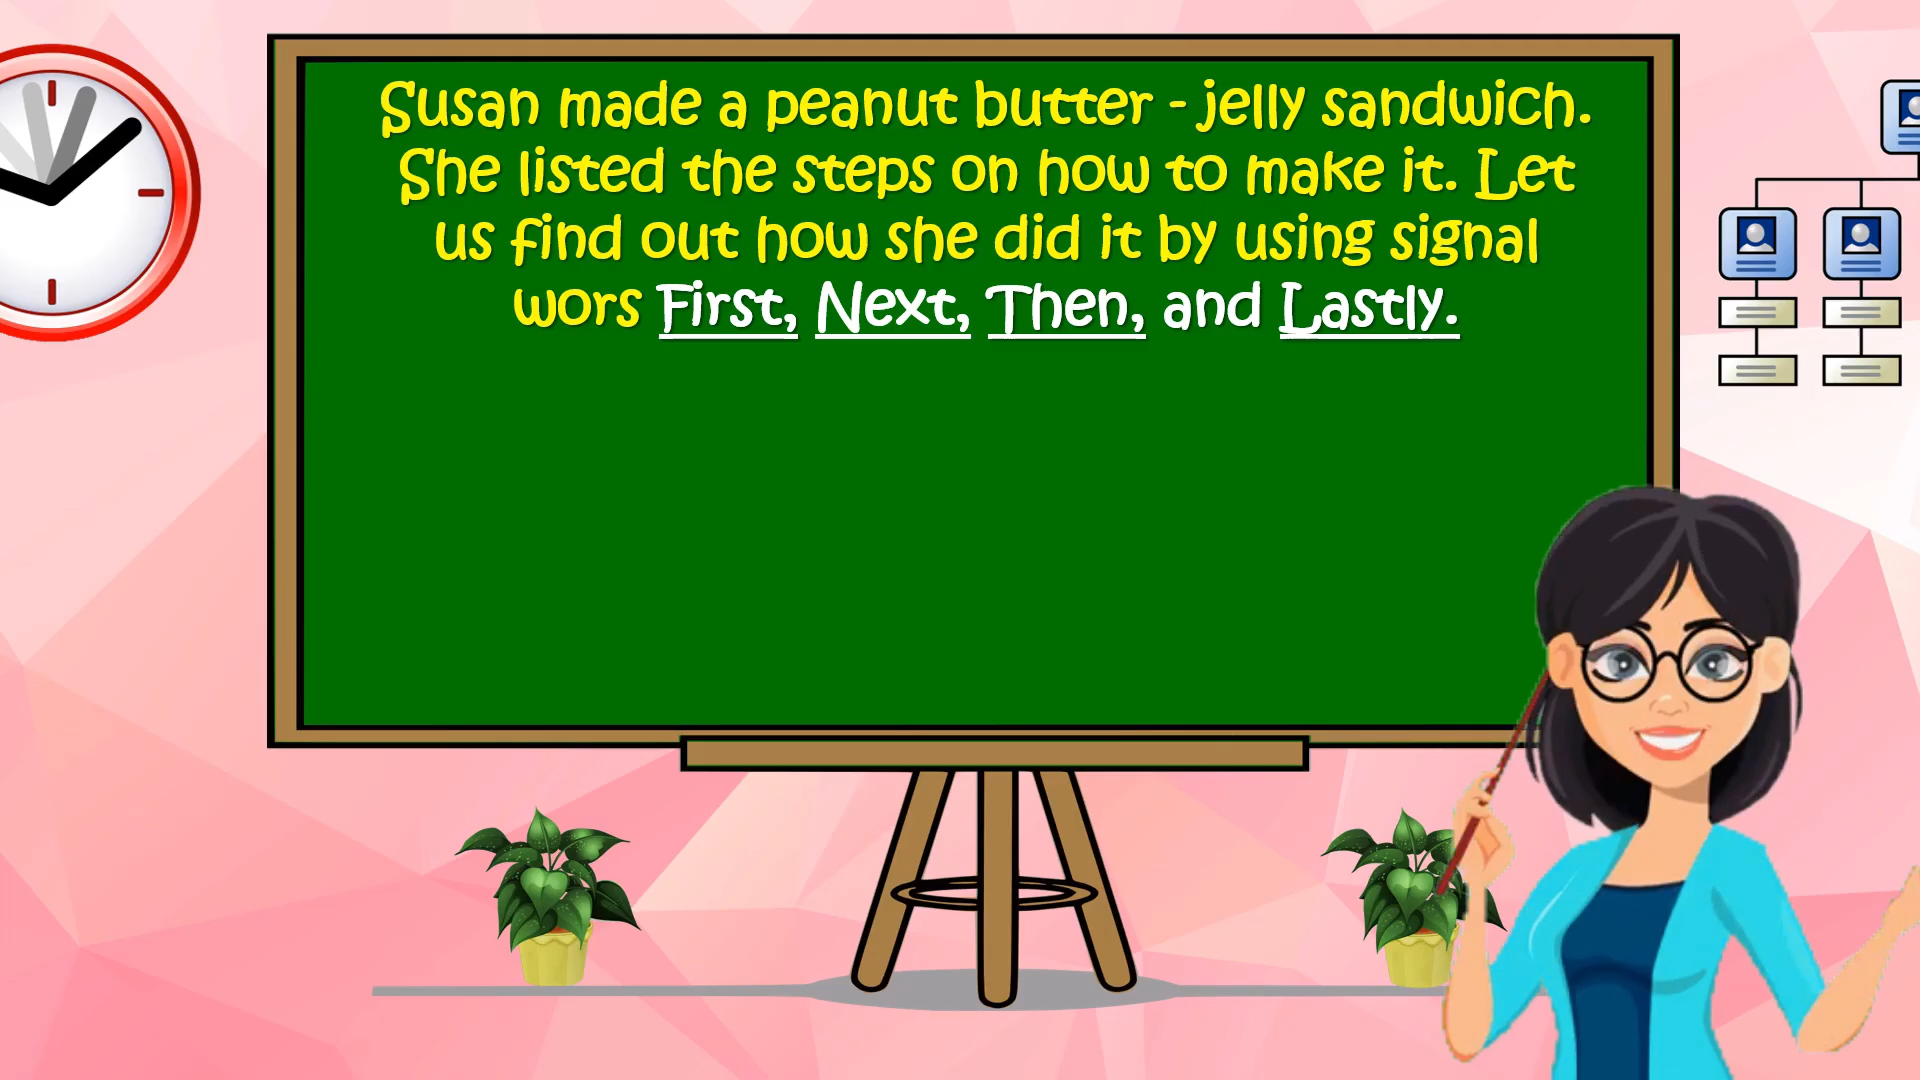 Susan made a peanut butter - jelly sandwich.
She listed the steps on how to make it. Let
us find out how she did it by using signal
wors First, Next, Then, and Lastly.